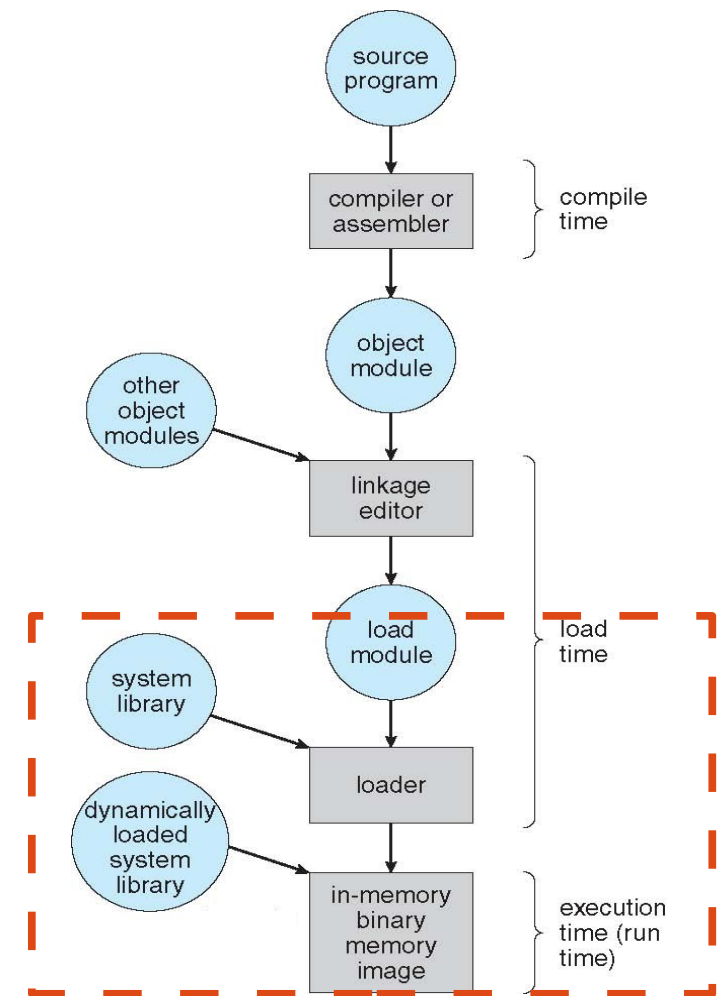 source
program
compiler or
assembler
compile
time
object
module
other
object
modules
linkage
editor
load
module
load
time
system
library
loader
dynamically
loaded
system
library
in-memory
binary
memory
image
execution
time (run
time)